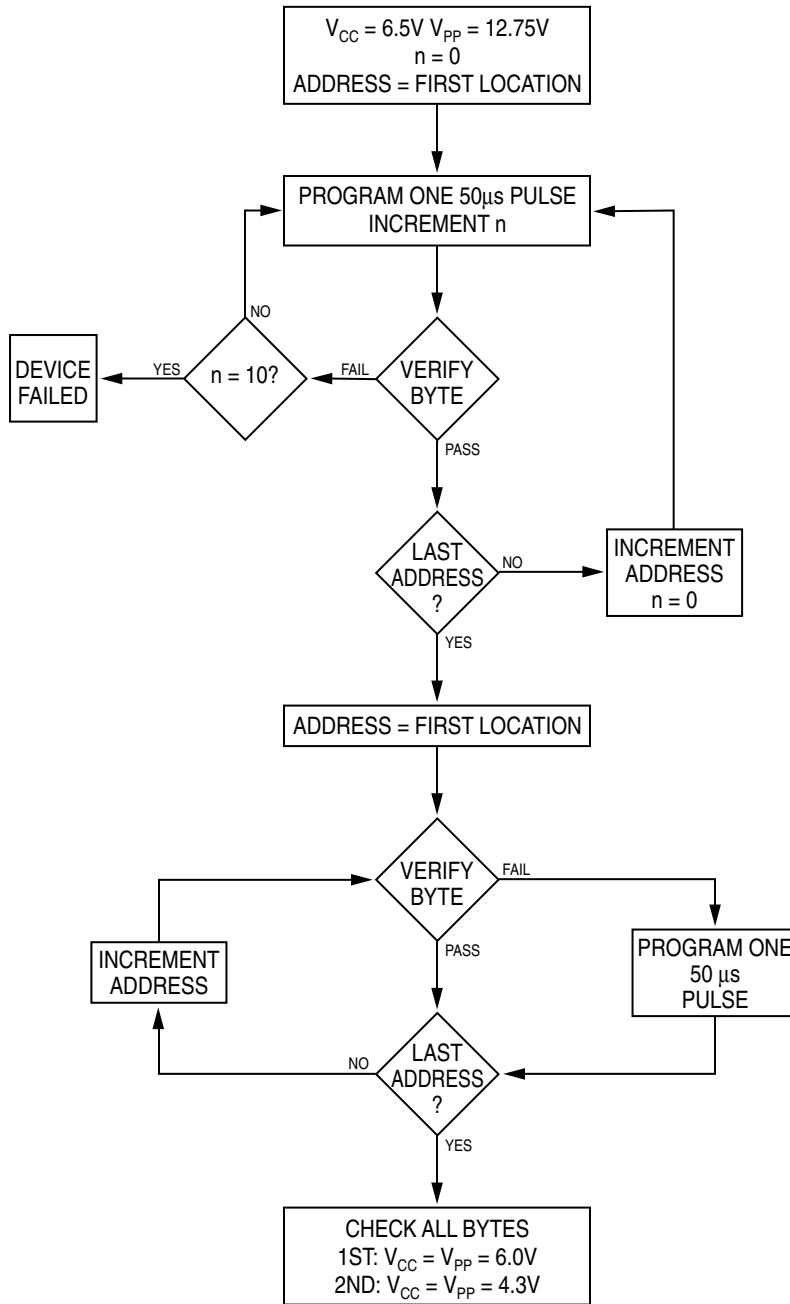 V_CC = 6.5V V_PP = 12.75V
n = 0
ADDRESS = FIRST LOCATION
PROGRAM ONE 50μs PULSE
INCREMENT n
NO
DEVICE
FAILED
YES
n = 10?
FAIL
VERIFY
BYTE
PASS
LAST
ADDRESS
?
NO
INCREMENT
ADDRESS
n = 0
YES
ADDRESS = FIRST LOCATION
VERIFY
BYTE
FAIL
PASS
INCREMENT
ADDRESS
PROGRAM ONE
50 μs
PULSE
NO
LAST
ADDRESS
?
YES
CHECK ALL BYTES
1ST: V_CC = V_PP = 6.0V
2ND: V_CC = V_PP = 4.3V